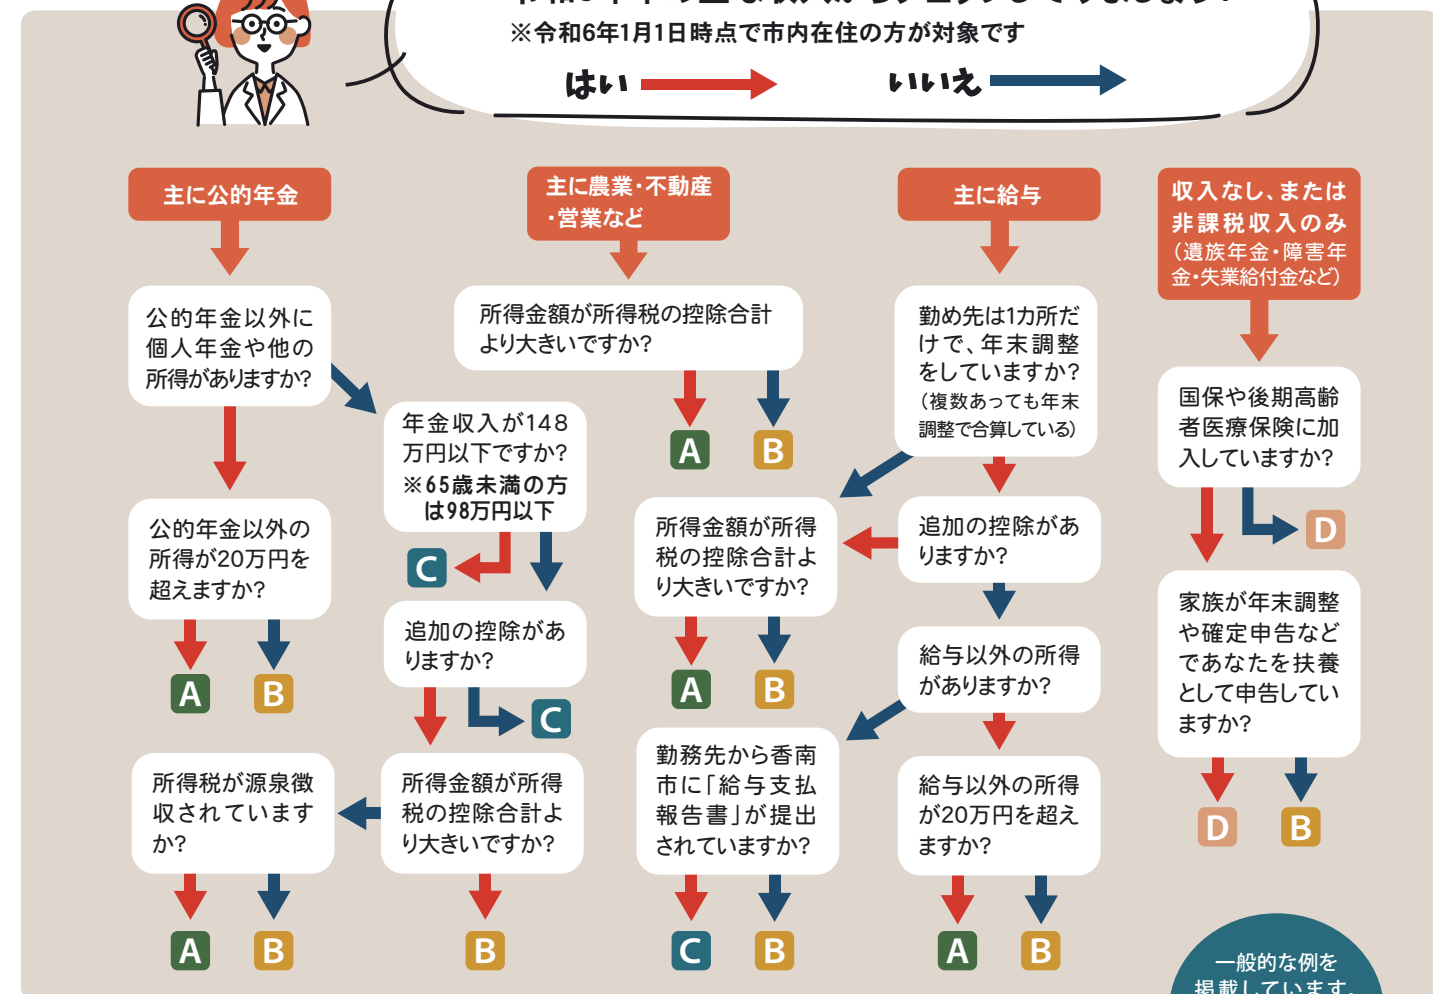 ※令和6年1月1日時点で市内在住の方が対象です
はい
いいえ
主に公的年金
公的年金以外に
個人年金や他の
所得がありますか?
年金収入が148
万円以下ですか?
※65歳未満の方
は98万円以下
C
公的年金以外の
所得が20万円を
超えますか?
A
B
追加の控除があ
りますか?
C
所得税が源泉徴
収されています
か?
A
B
所得金額が所得
税の控除合計よ
り大きいですか?
B
主に農業・不動産
・営業など
所得金額が所得税の控除合計
より大きいですか?
A
B
主に給与
勤め先は1カ所だ
けで、年末調整
をしていますか?
(複数あっても年末
調整で合算している)
所得金額が所得
税の控除合計よ
り大きいですか?
A
B
追加の控除があ
りますか?
給与以外の所得
がありますか?
勤務先から香南
市に「給与支払
報告書」が提出
されていますか?
C
B
給与以外の所得
が20万円を超え
ますか?
A
B
収入なし、または
非課税収入のみ
(遺族年金・障害年
金・失業給付金など)
国保や後期高齢
者医療保険に加
入していますか?
D
家族が年末調整
や確定申告など
であなたを扶養
として申告してい
ますか?
D
B
一般的な例を
掲載しています。